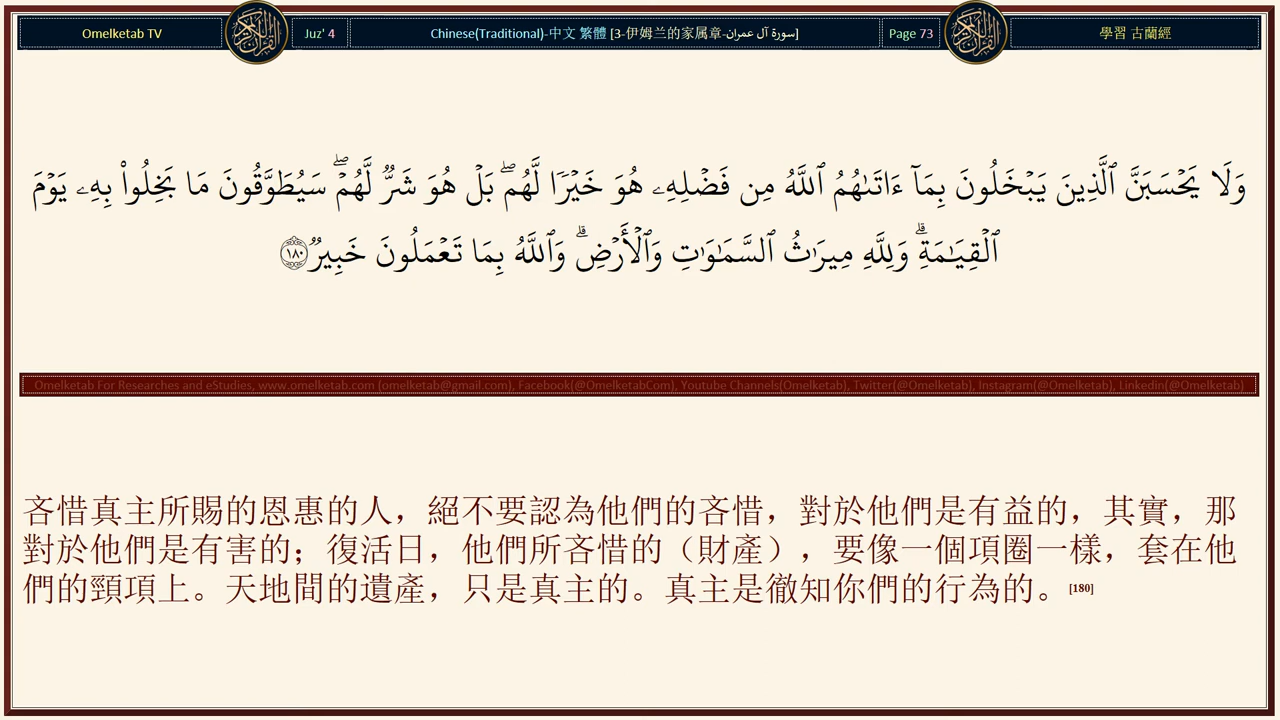 Omelketab TV
Juz' 4
Chinese(Traditional)-中文 繁體 [3-伊姆兰的家属章-سورة آل عمران]
Page 73
學習 古蘭經
وَلَا يَحۡسَبَنَّ ٱلَّذِينَ يَبۡخَلُونَ بِمَآ ءَاتَىٰهُمُ ٱللَّهُ مِن فَضۡلِهِۦ هُوَ خَيۡرٗا لَّهُمۖ بَلۡ هُوَ شَرّٞ لَّهُمۡۖ سَيُطَوَّقُونَ مَا بَخِلُواْ بِهِۦ يَوۡمَ
ٱلۡقِيَٰمَةِۗ وَلِلَّهِ مِيرَٰثُ ٱلسَّمَٰوَٰتِ وَٱلۡأَرۡضِۗ وَٱللَّهُ بِمَا تَعۡمَلُونَ خَبِيرٞ ١٨٠
Omelketab For Researches and eStudies, www.omelketab.com (omelketab@gmail.com), Facebook(@OmelketabCom), Youtube Channels(Omelketab), Twitter(@Omelketab), Instagram(@Omelketab), Linkedin(@Omelketab)
吝惜真主所賜的恩惠的人，絕不要認為他們的吝惜，對於他們是有益的，其實，那
對於他們是有害的；復活日，他們所吝惜的（財產），要像一個項圈一樣，套在他
們的頸項上。天地間的遺產，只是真主的。真主是徹知你們的行為的。[180]